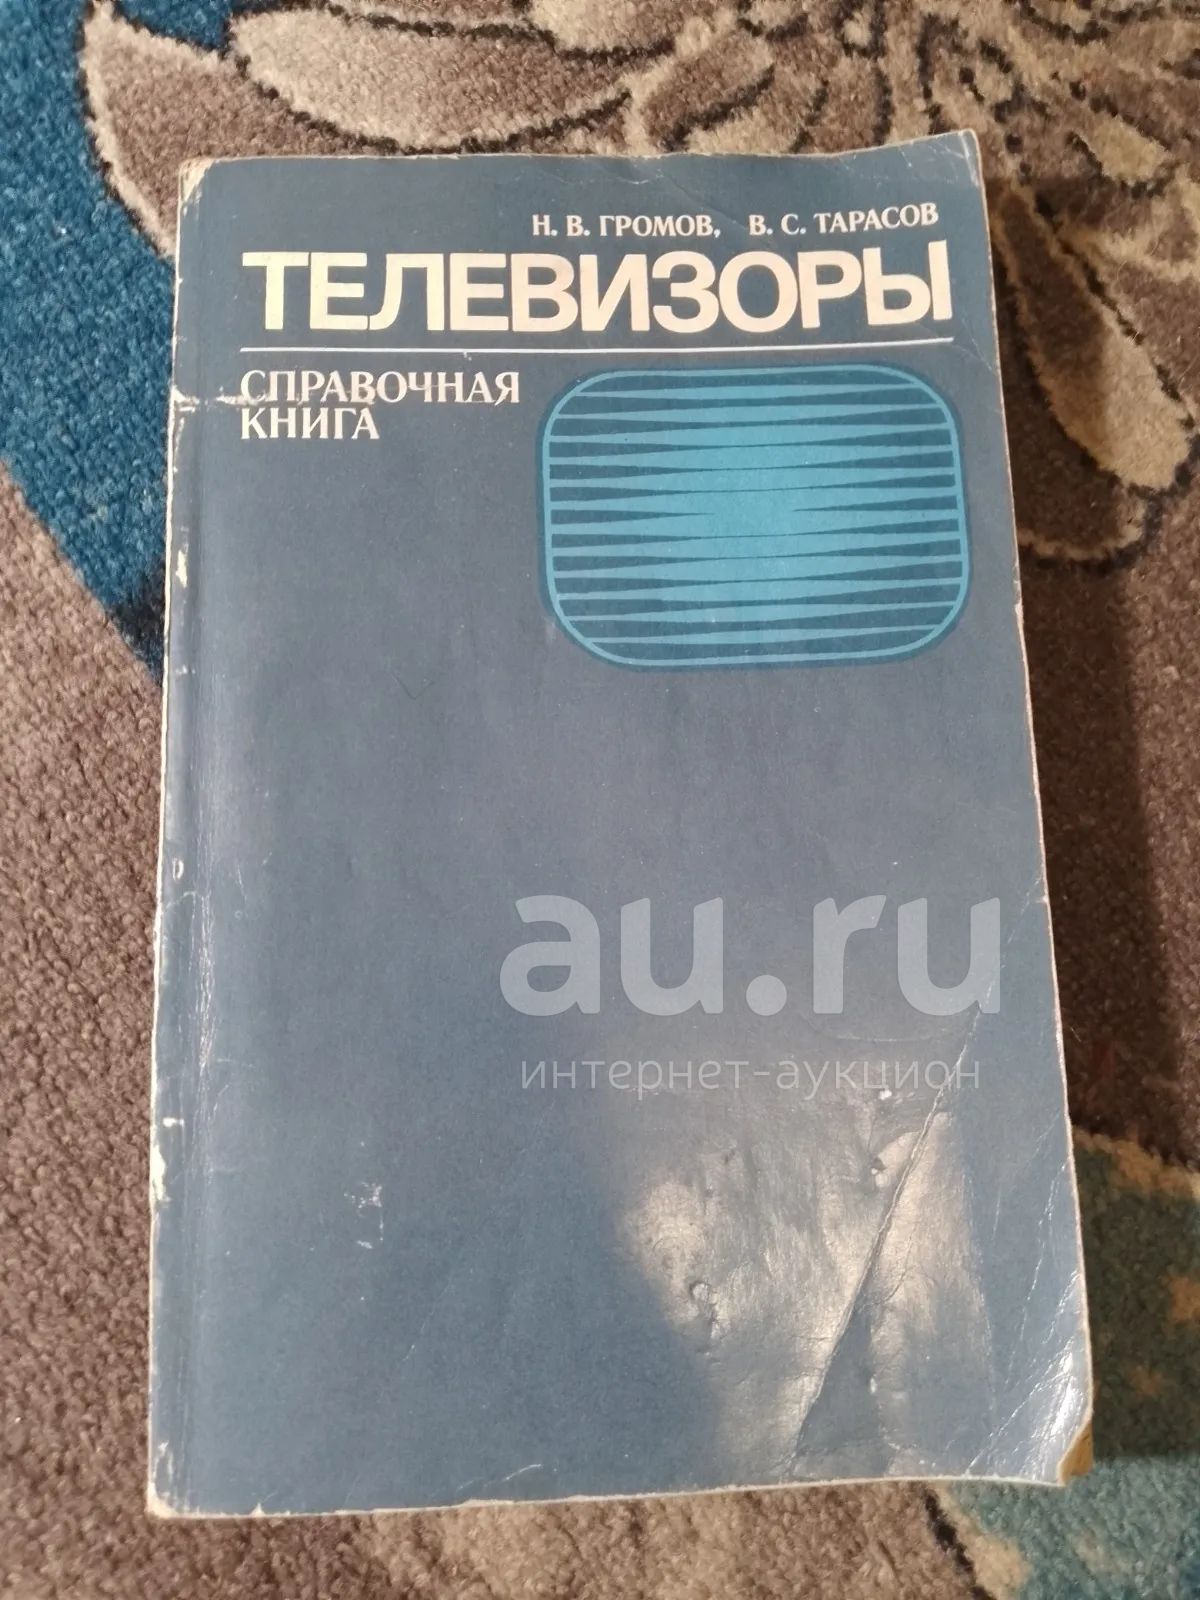 Н. В. ГРОМОВ, В. С. ТАРАСОВ
ТЕЛЕВИЗОРЫ
СПРАВОЧНАЯ
КНИГА
au.ru
интернет-аукцион